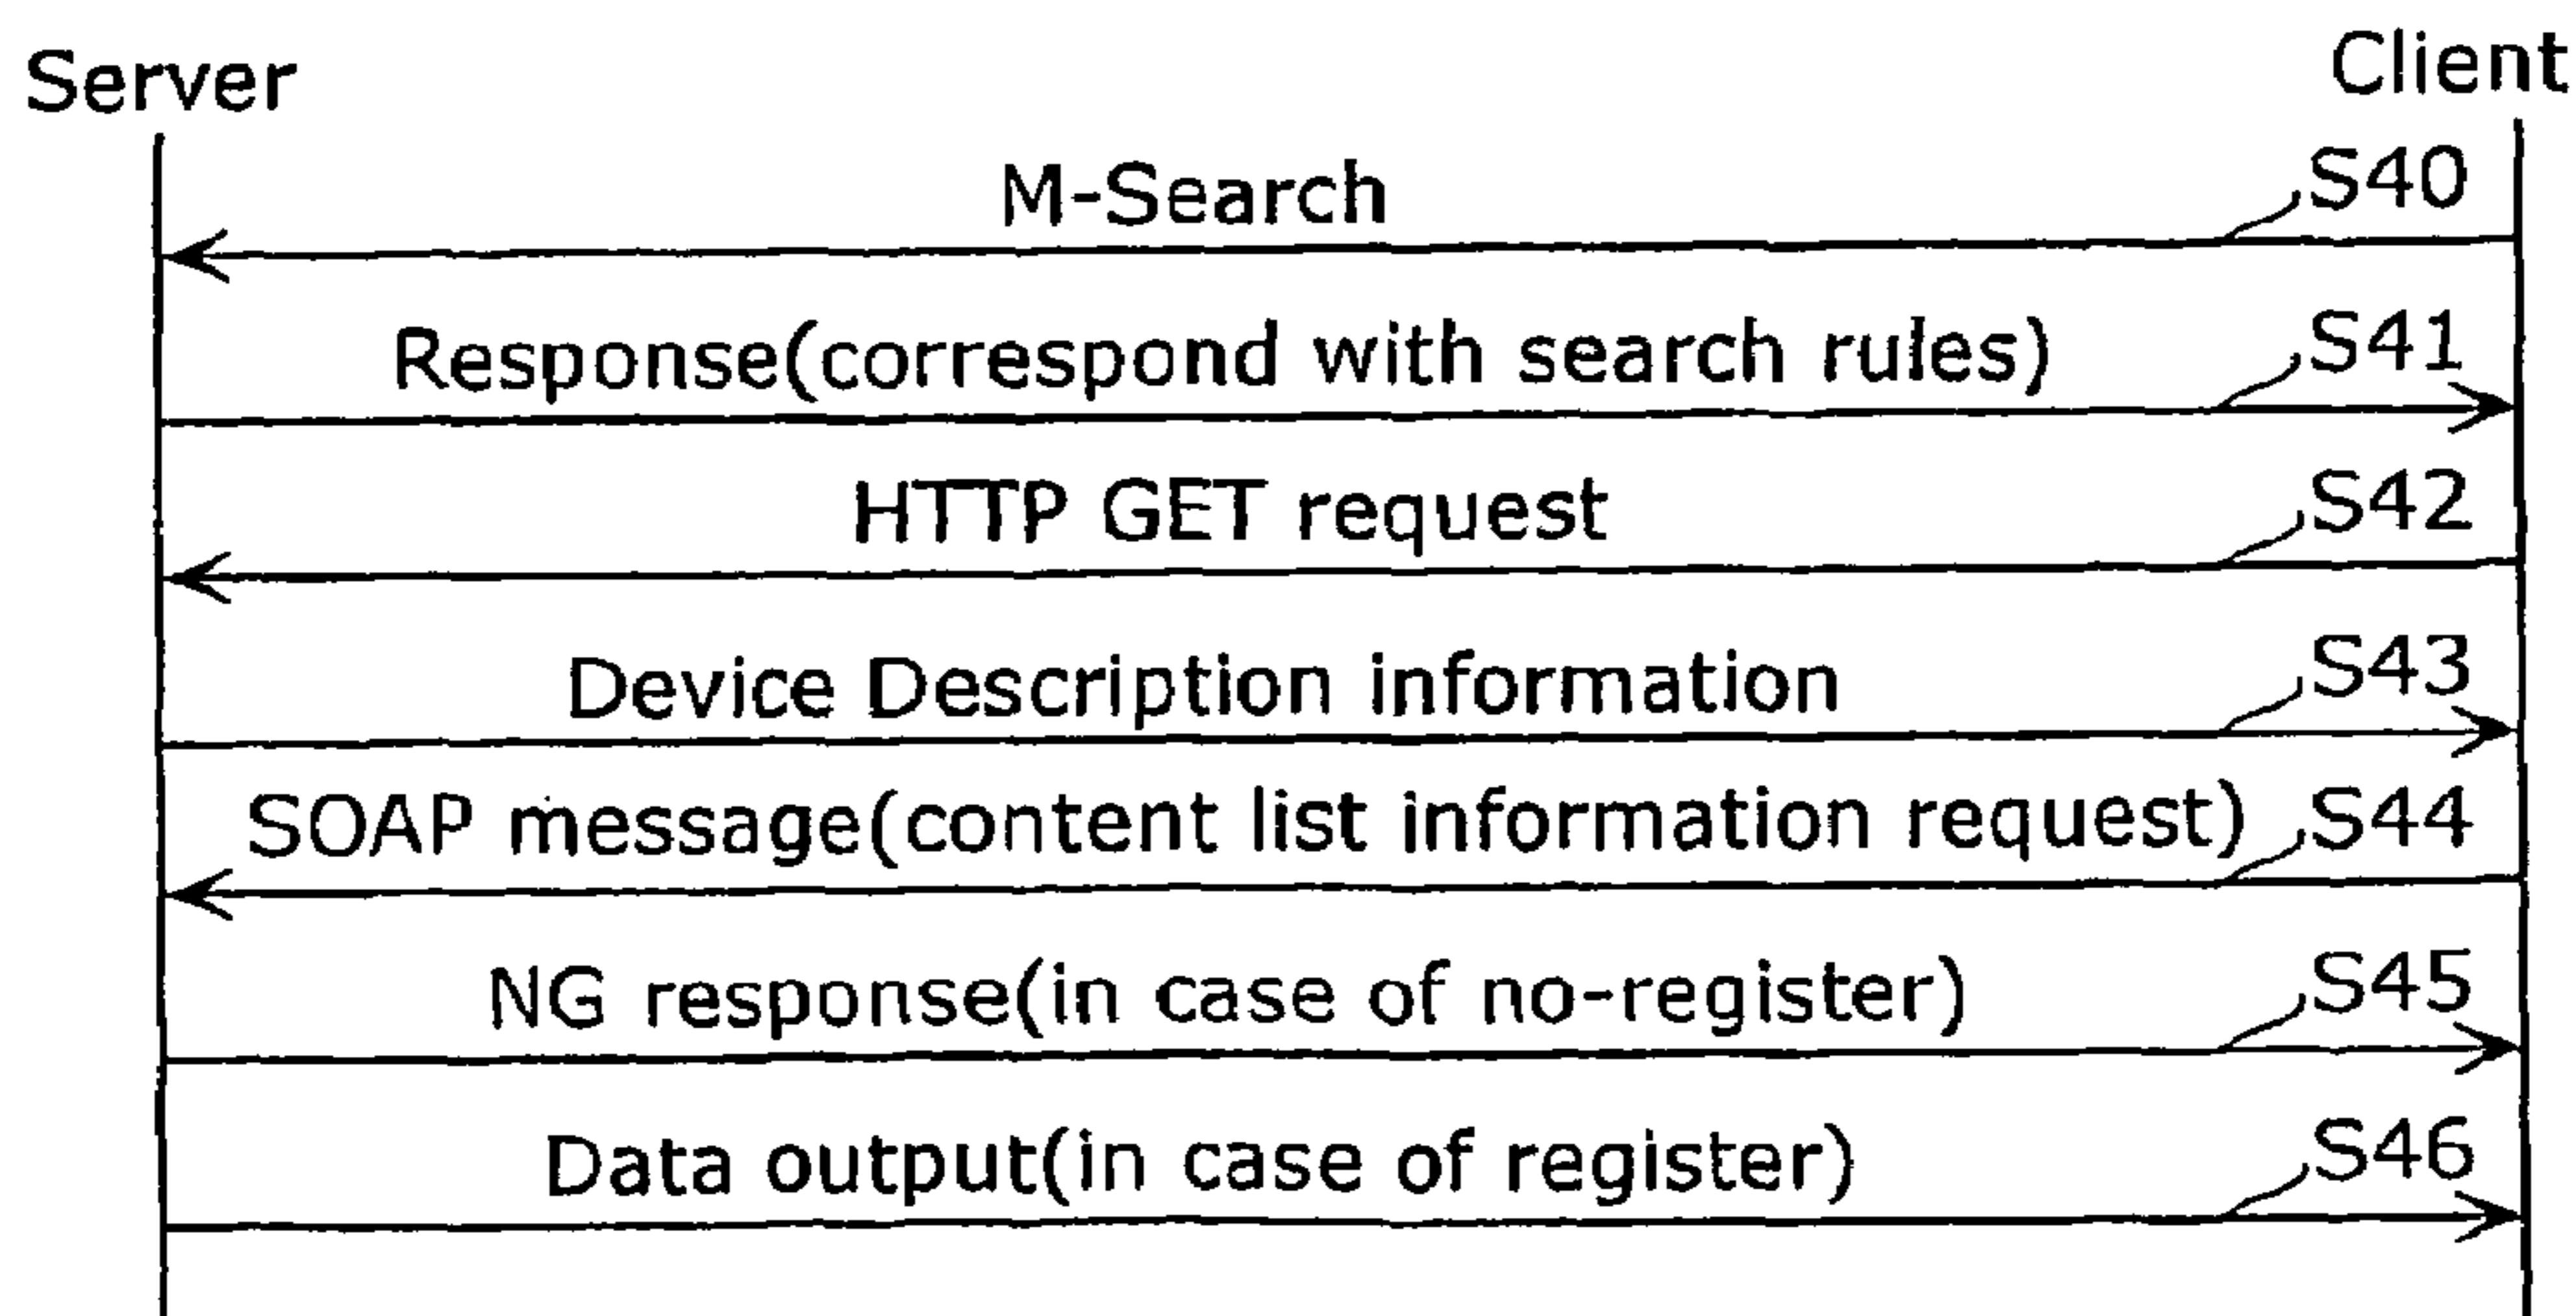 Server
Client
M-Search
S40
Response(correspond with search rules)
S41
HTTP GET request
S42
Device Description information
S43
SOAP message(content list information request)
S44
NG response(in case of no-register)
S45
Data output(in case of register)
S46